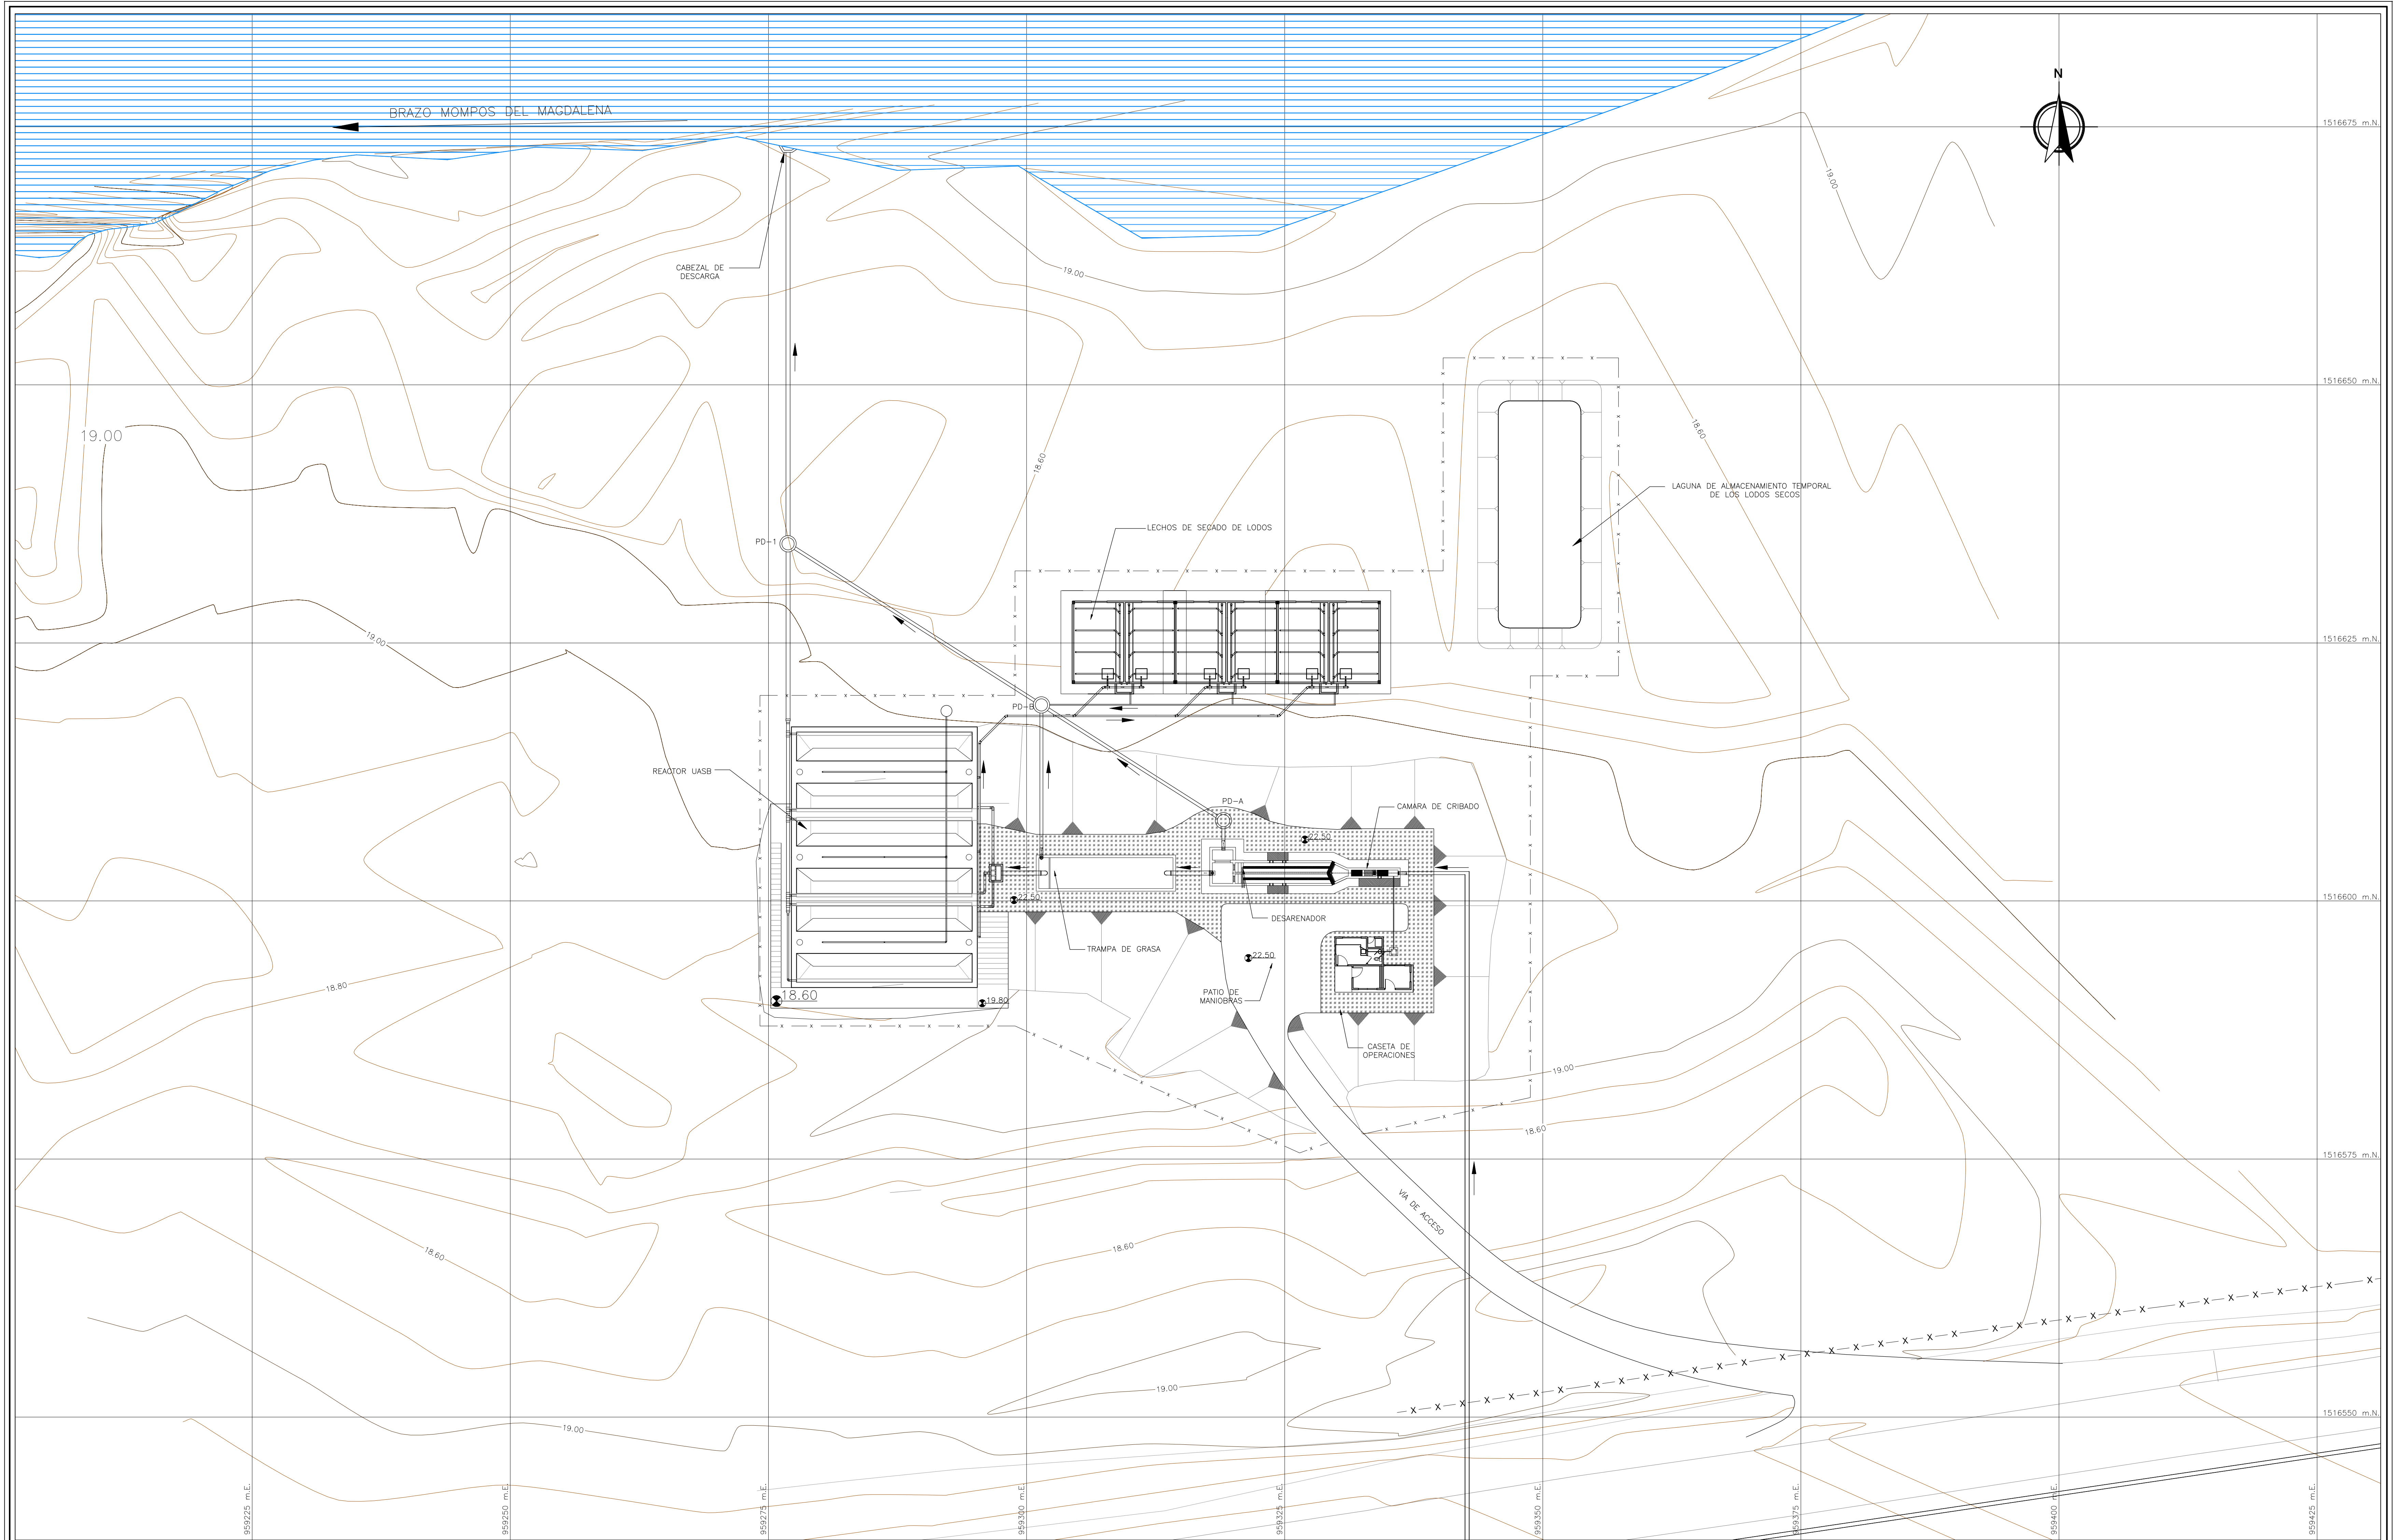 N
BRAZO MOMPOS DEL MAGDALENA
1516675 m.N.
19.00
CABEZAL DE
DESCARGA
19.00
1516650 m.N.
19.00
18.60
18.60
LAGUNA DE ALMACENAMIENTO TEMPORAL
DE LOS LODOS SECOS
LECHOS DE SECADO DE LODOS
PD-1
19.00
1516625 m.N.
PD-B
REACTOR UASB
PD-A
CAMARA DE CRIBADO
22.50
22.50
1516600 m.N.
DESARENADOR
TRAMPA DE GRASA
22.50
18.80
18.60
19.80
PATIO DE
MANIOBRAS
CASETA DE
OPERACIONES
19.00
18.60
1516575 m.N.
VÍA DE ACCESO
18.60
18.60
19.00
1516550 m.N.
19.00
959225 m.E.
959250 m.E.
959275 m.E.
959300 m.E.
959325 m.E.
959350 m.E.
959375 m.E.
959400 m.E.
959425 m.E.